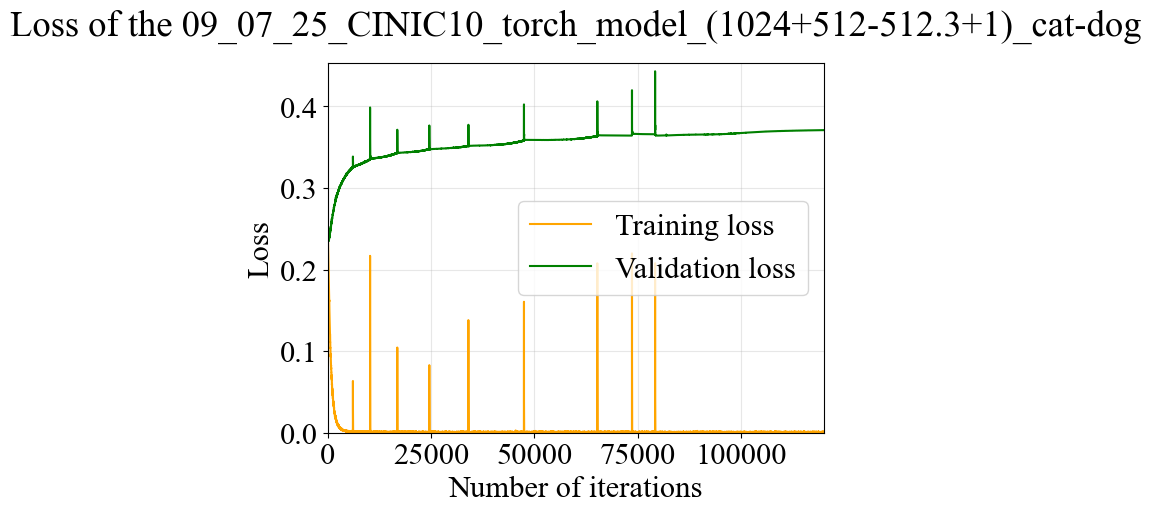 Loss of the 09_07_25_CINIC10_torch_model_(1024+512-512.3+1)_cat-dog
0.4
0.3
0.2
0.1
0.0
Loss
Training loss
Validation loss
0 25000 50000 75000 100000
Number of iterations